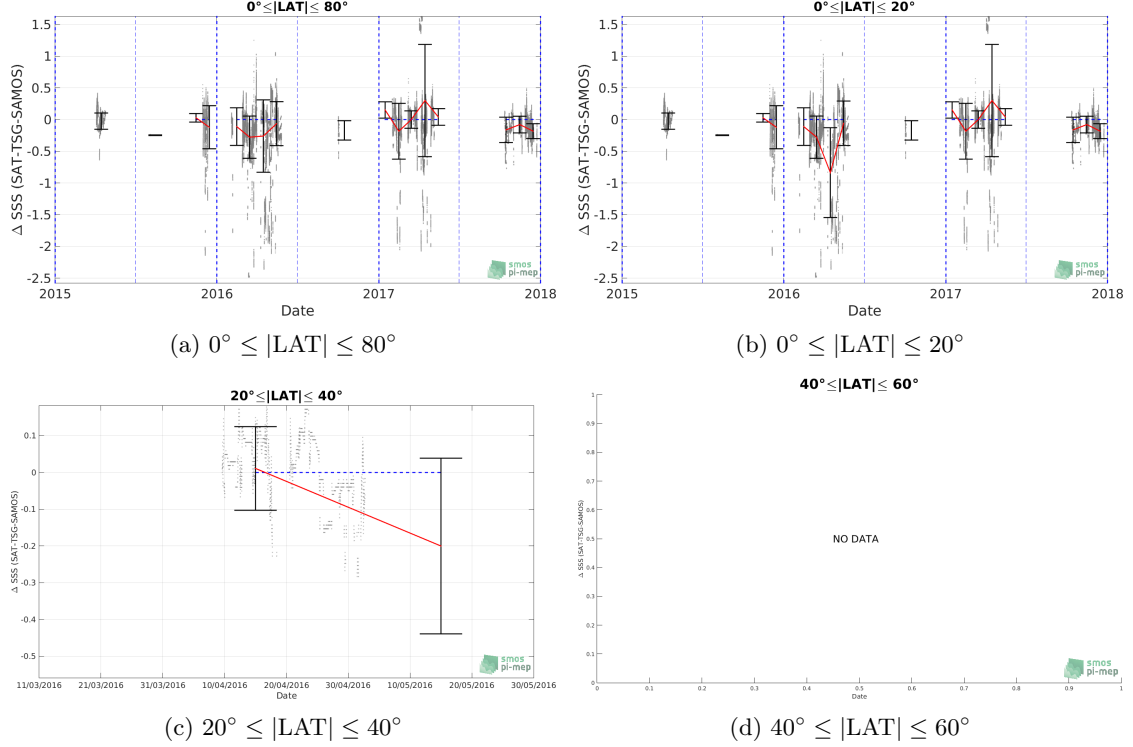 0°≤|LAT|≤ 80°
Δ SSS (SAT-TSG-SAMOS)
1.5
1
0.5
0
-0.5
-1
-1.5
-2
-2.5
2015 2016 2017 2018
Date
smos
pi-mep
(a) 0° ≤ |LAT| ≤ 80°
0°≤|LAT|≤ 20°
Δ SSS (SAT-TSG-SAMOS)
1.5
1
0.5
0
-0.5
-1
-1.5
-2
-2.5
2015 2016 2017 2018
Date
smos
pi-mep
(b) 0° ≤ |LAT| ≤ 20°
20°≤|LAT|≤ 40°
Δ SSS (SAT-TSG-SAMOS)
0.1
0
-0.1
-0.2
-0.3
-0.4
-0.5
11/03/2016 21/03/2016 31/03/2016 10/04/2016 20/04/2016 30/04/2016 10/05/2016 20/05/2016 30/05/2016
Date
smos
pi-mep
(c) 20° ≤ |LAT| ≤ 40°
40°≤|LAT|≤ 60°
Δ SSS (SAT-TSG-SAMOS)
1
0.9
0.8
0.7
0.6
0.5
0.4
0.3
0.2
0.1
0
NO DATA
0 0.1 0.2 0.3 0.4 0.5 0.6 0.7 0.8 0.9 1
Date
smos
pi-mep
(d) 40° ≤ |LAT| ≤ 60°